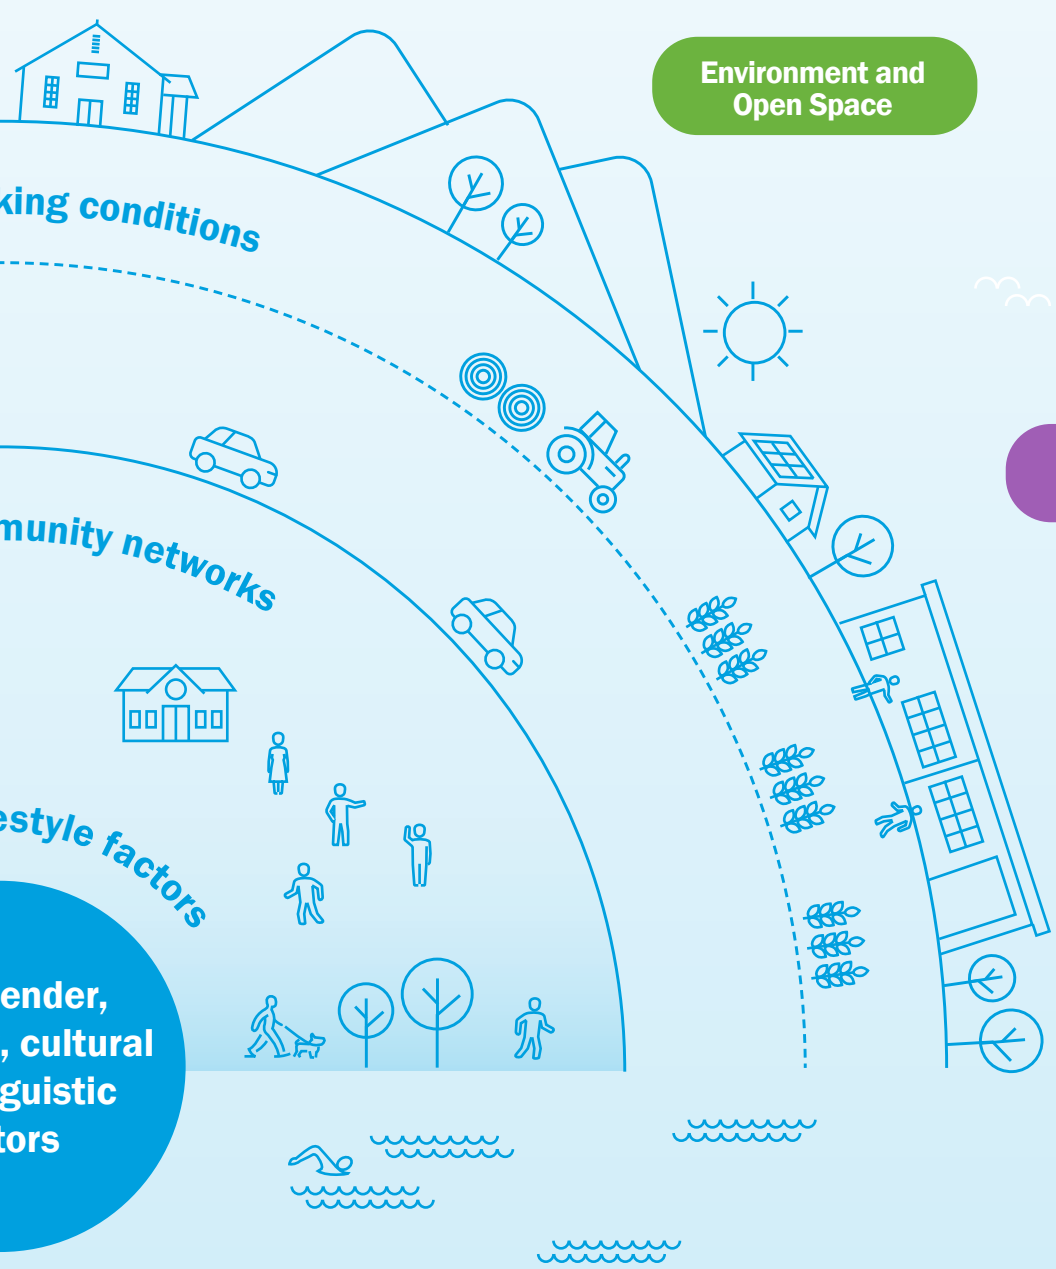 Environment and
Open Space
king conditions
munity networks
estyle factors
ender,
, cultural
guistic
tors